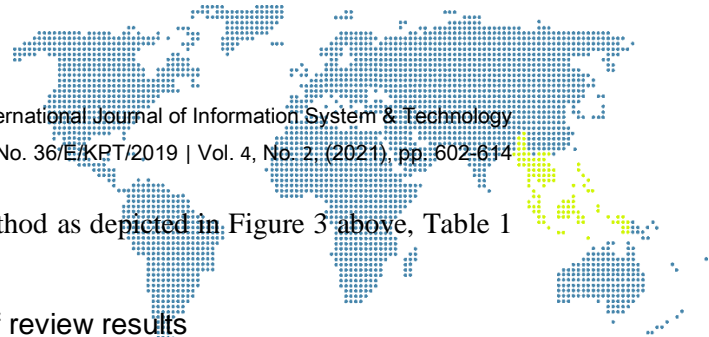 ernational Journal of Information System & Technology
No. 36/E/KPT/2019 | Vol. 4, No. 2, (2021), pp. 602-614
thod as depicted in Figure 3 above, Table 1
review results